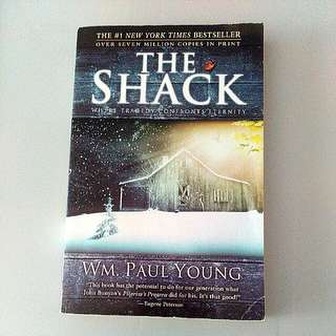 THE #1 NEW YORK TIMES BESTSELLER
OVER SEVEN MILLION COPIES IN PRINT
THE
SHACK
WHERE TRAGEDY CONFRONTS ETERNITY
WM. PAUL YOUNG
"This book has the potential to do for our generation what
John Bunyan's Pilgrim's Progress did for his. It's that good!"
—Eugene Peterson